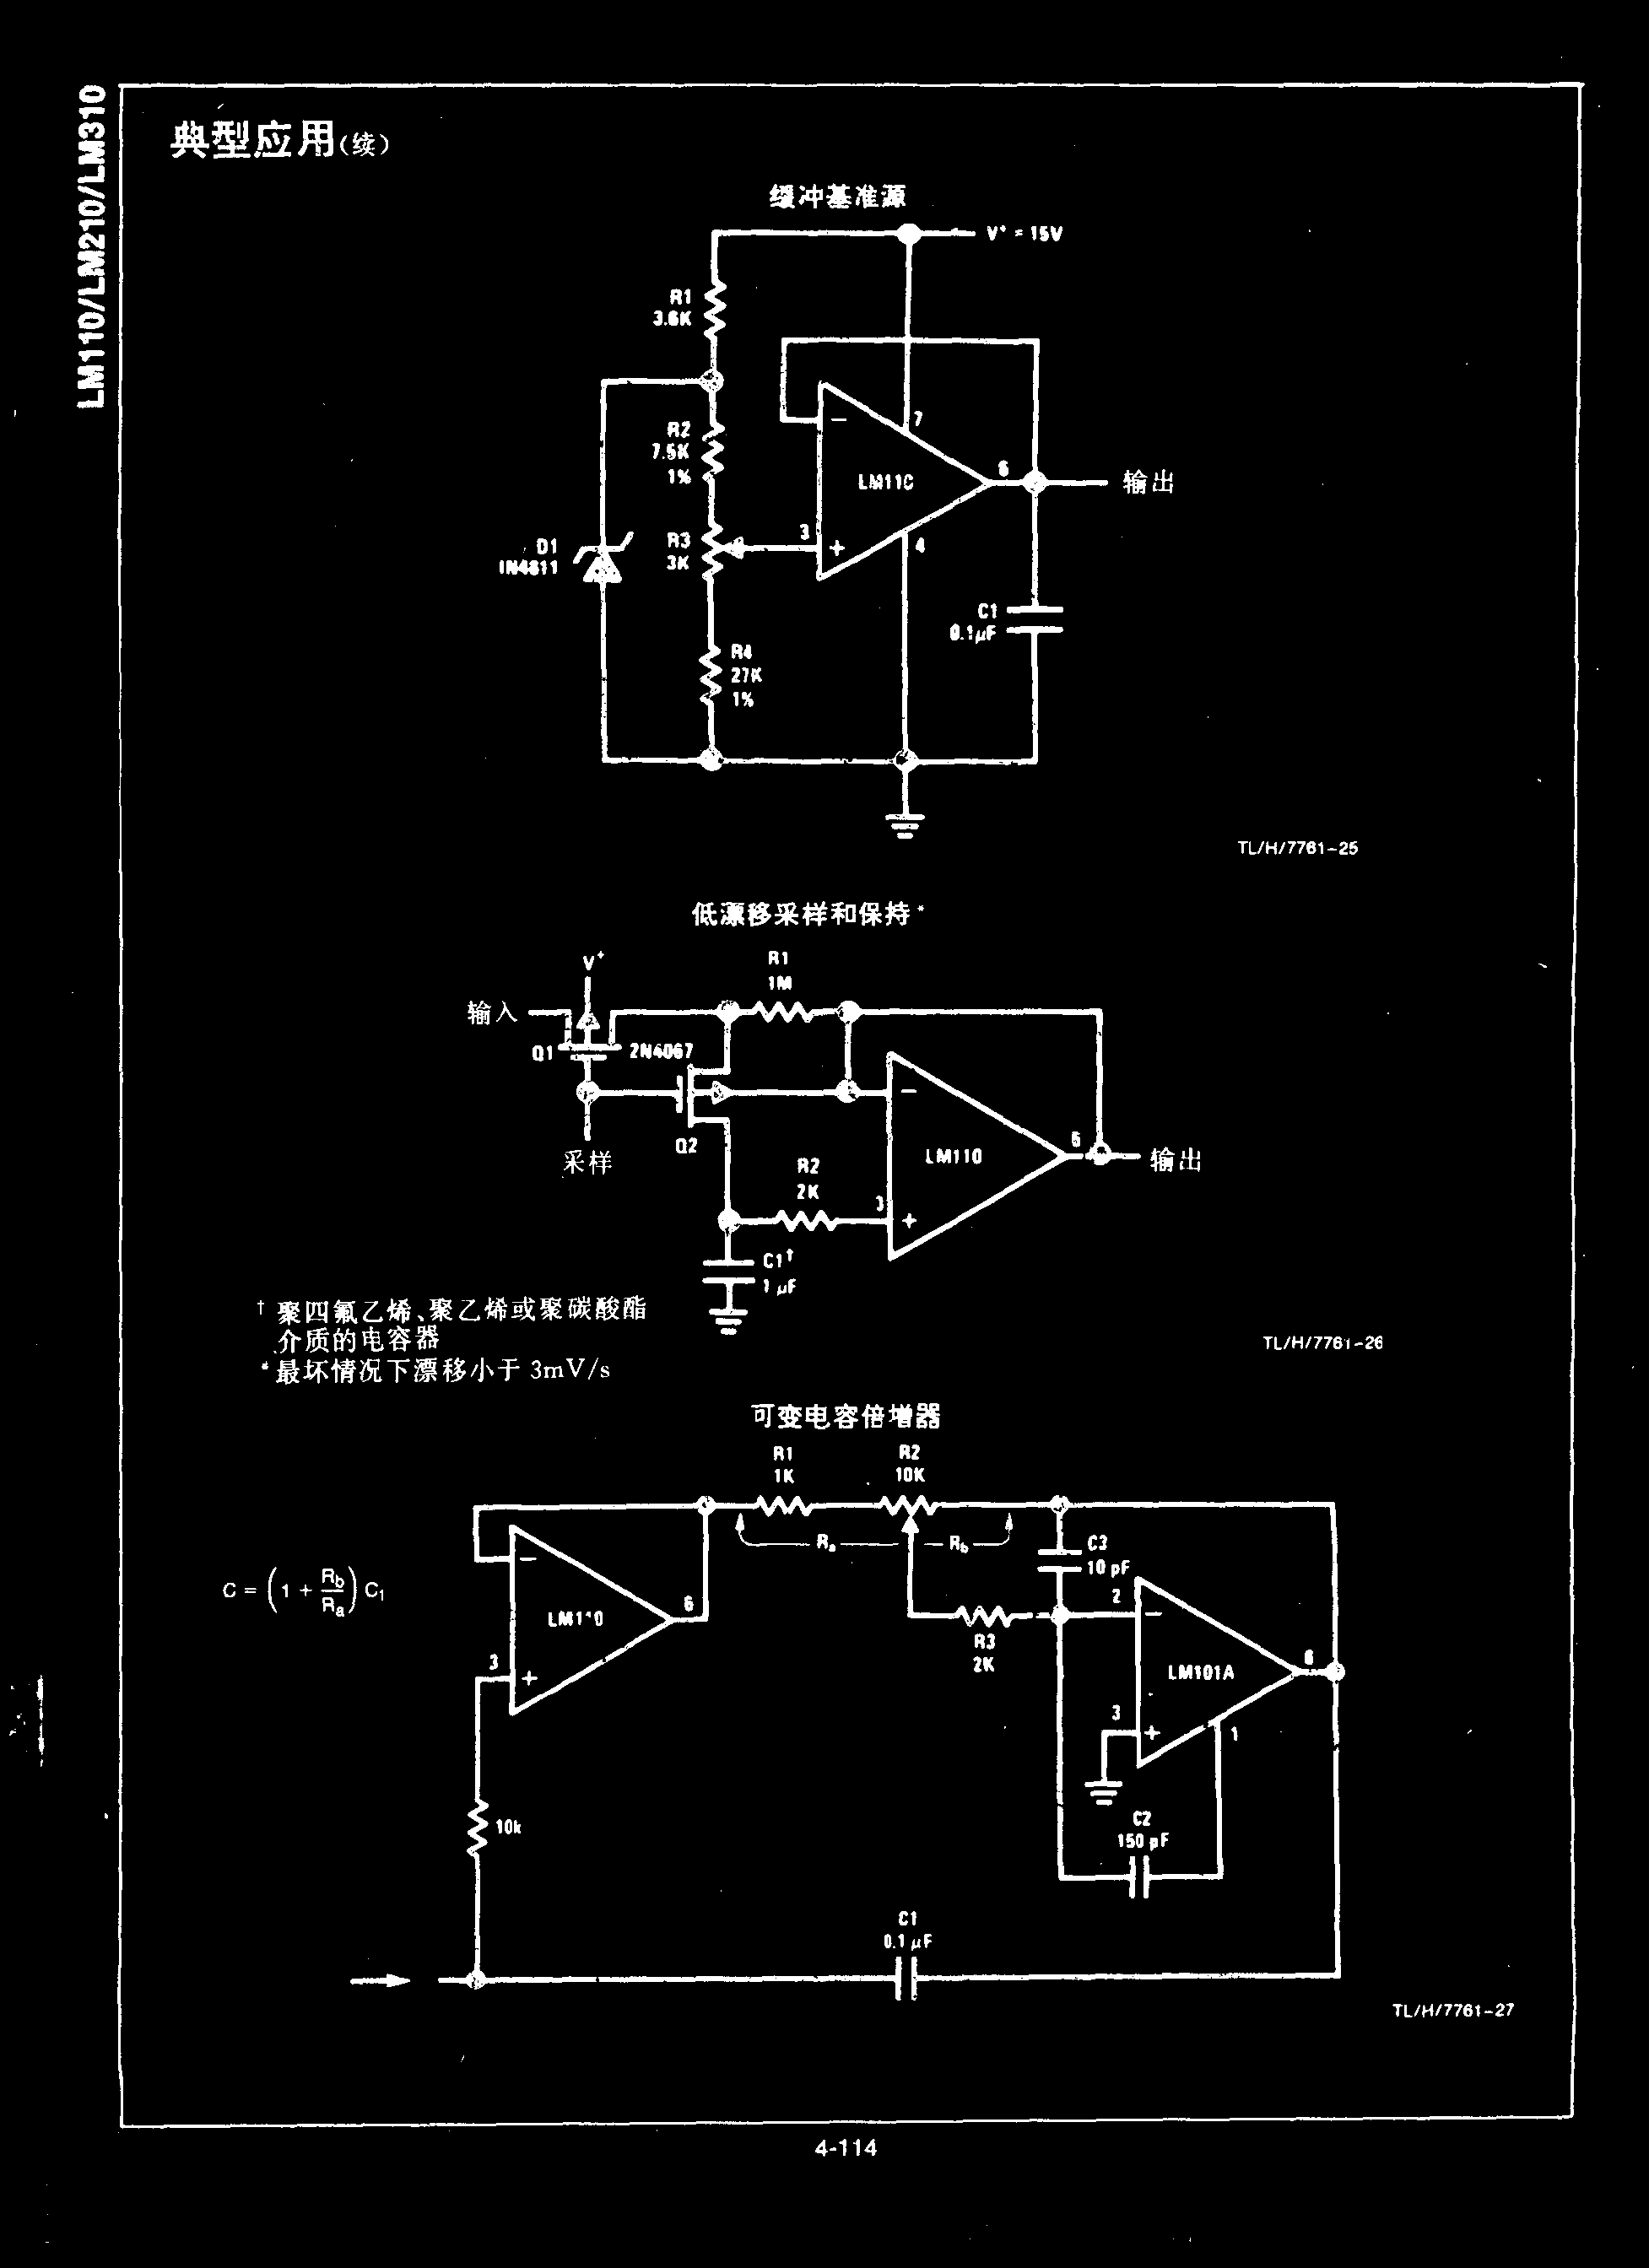 LM110/LM210/LM310
典型应用(续)
缓冲基准源
V⁺ = 15V
R1
3.6K
R2
7.5K
1%
7
LM110
6
输出
D1
R3
3K
3
4
C1
0.1μF
R4
27K
1%
TL/H/7761-25
低漂移采样和保持*
V⁺
R1
1M
输入
Q1
2N4067
Q2
采样
LM110
6
输出
R2
2K
3
C1†
1 μF
† 聚四氟乙烯、聚乙烯或聚碳酸酯
介质的电容器
* 最坏情况下漂移小于 3mV/s
TL/H/7761-26
可变电容倍增器
R1
1K
R2
10K
Rₐ
R_b
C3
10 pF
C = (1 + R_b/Rₐ) C₁
LM110
6
3
2
R3
2K
LM101A
6
3
1
10k
C2
150 pF
C1
0.1 μF
TL/H/7761-27
4-114